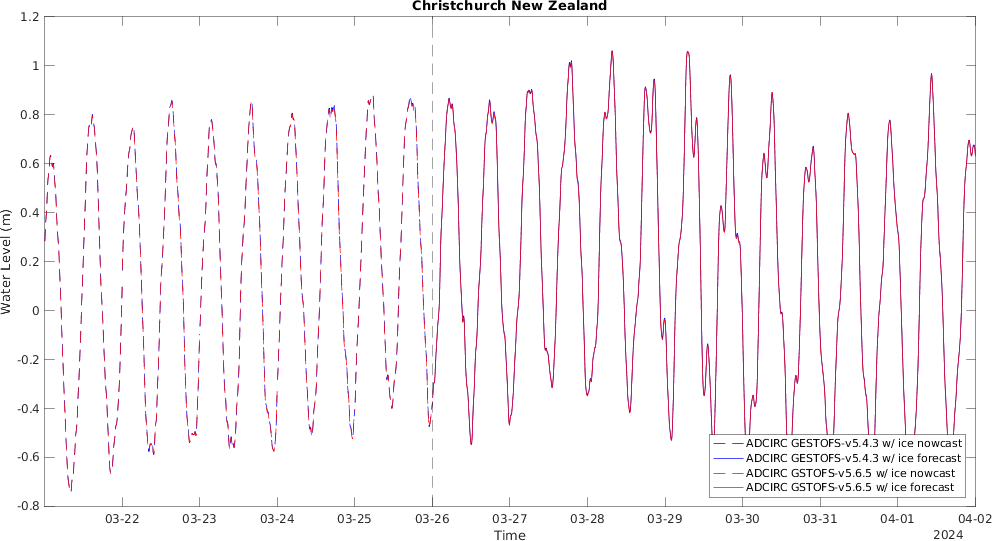 Christchurch New Zealand
1.2
1
0.8
0.6
0.4
0.2
0
-0.2
-0.4
-0.6
-0.8
Water Level (m)
ADCIRC GESTOFS-v5.4.3 w/ ice nowcast
ADCIRC GESTOFS-v5.4.3 w/ ice forecast
ADCIRC GSTOFS-v5.6.5 w/ ice nowcast
ADCIRC GSTOFS-v5.6.5 w/ ice forecast
03-22 03-23 03-24 03-25 03-26 03-27 03-28 03-29 03-30 03-31 04-01 04-02
Time 2024